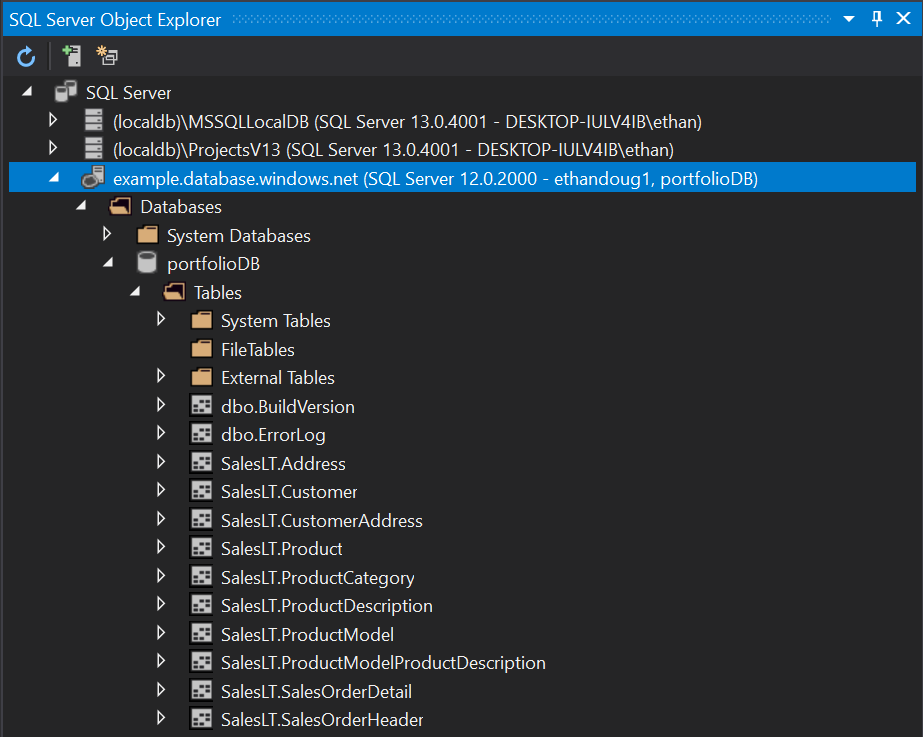 SQL Server Object Explorer
SQL Server
(localdb)\MSSQLLocalDB (SQL Server 13.0.4001 - DESKTOP-IULV4IB\ethan)
(localdb)\ProjectsV13 (SQL Server 13.0.4001 - DESKTOP-IULV4IB\ethan)
example.database.windows.net (SQL Server 12.0.2000 - ethandoug1, portfolioDB)
Databases
System Databases
portfolioDB
Tables
System Tables
FileTables
External Tables
dbo.BuildVersion
dbo.ErrorLog
SalesLT.Address
SalesLT.Customer
SalesLT.CustomerAddress
SalesLT.Product
SalesLT.ProductCategory
SalesLT.ProductDescription
SalesLT.ProductModel
SalesLT.ProductModelProductDescription
SalesLT.SalesOrderDetail
SalesLT.SalesOrderHeader